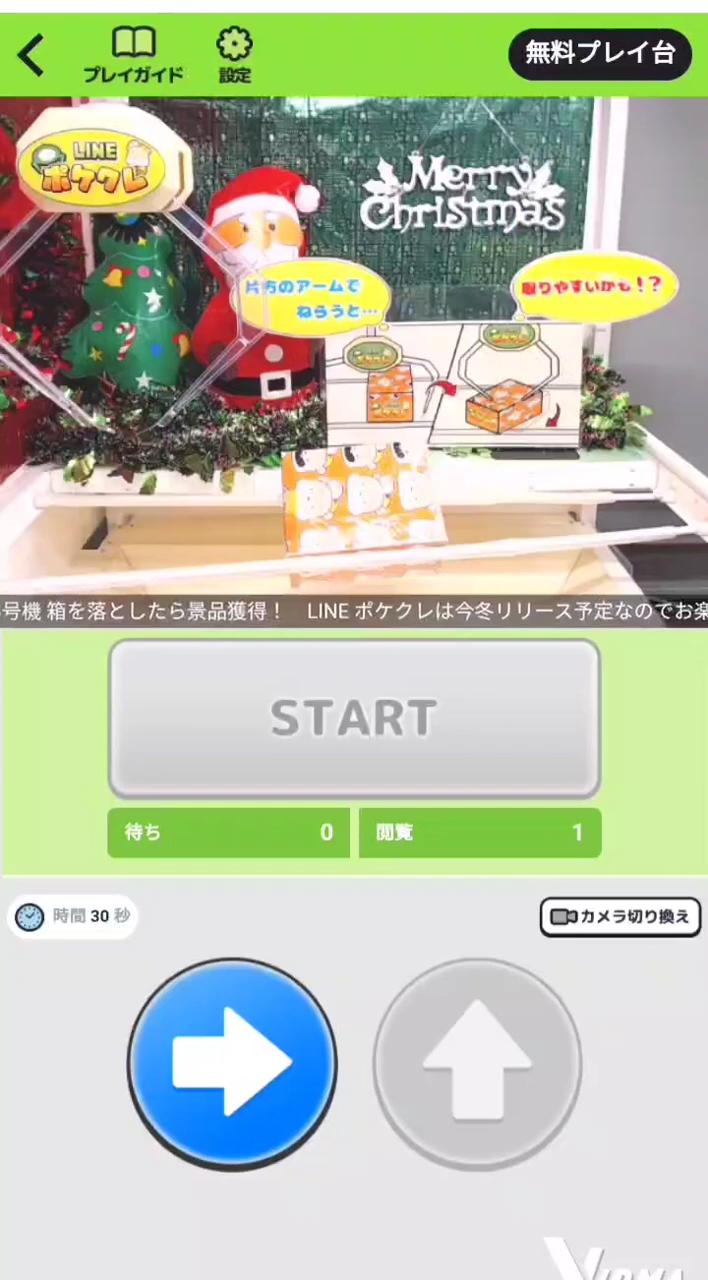 プレイガイド
設定
無料プレイ台
LINE
ポケクレ
Merry
Christmas
片方のアームで
ねらうと…
取りやすいかも!?
号機 箱を落としたら景品獲得！　LINE ポケクレは今冬リリース予定なのでお楽
START
待ち 0
閲覧 1
時間 30 秒
カメラ切り換え